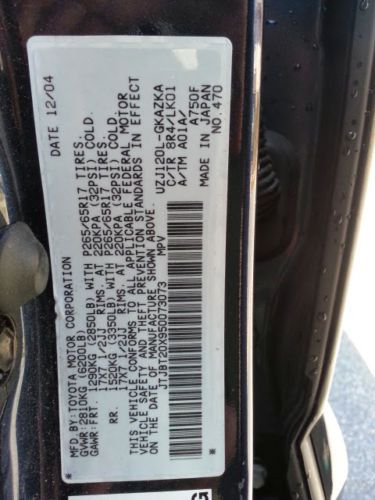 MFD. BY: TOYOTA MOTOR CORPORATION DATE 12/04
GVWR: 2810KG (6200LB)
GAWR: FRT. 1290KG (2850LB) WITH P265/65R17 TIRES.
17X7 1/2JJ RIMS. AT 220KPA (32PSI) COLD.
RR. 1520KG (3350LB) WITH P265/65R17 TIRES.
17X7 1/2JJ RIMS. AT 220KPA (32PSI) COLD.
THIS VEHICLE CONFORMS TO ALL APPLICABLE FEDERAL MOTOR
VEHICLE SAFETY AND THEFT PREVENTION STANDARDS IN EFFECT
ON THE DATE OF MANUFACTURE SHOWN ABOVE.
* JTJBT20X950073073 * UZJ120L-GKAZKA
MPV C/TR 8R4/LK01
A/TM A01A/
A750F
MADE IN JAPAN
NO. 470
G